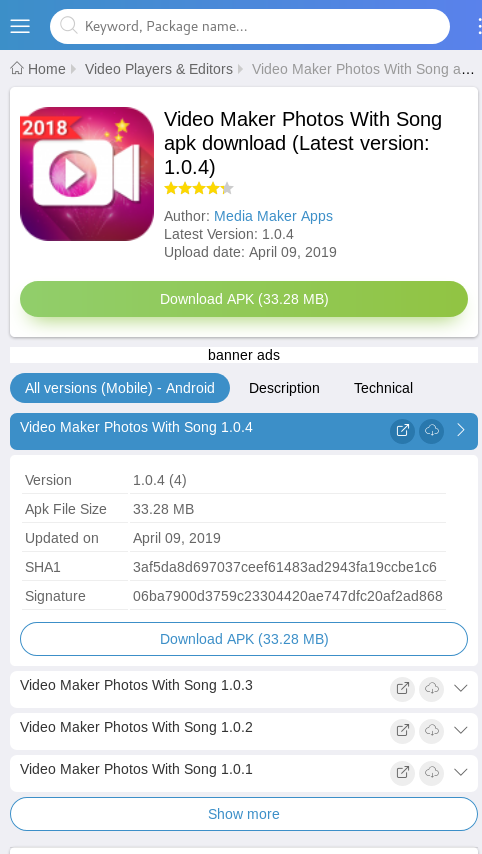 Keyword, Package name...
Home Video Players & Editors Video Maker Photos With Song a...
2018
Video Maker Photos With Song
apk download (Latest version:
1.0.4)
Author: Media Maker Apps
Latest Version: 1.0.4
Upload date: April 09, 2019
Download APK (33.28 MB)
banner ads
All versions (Mobile) - Android Description Technical
Video Maker Photos With Song 1.0.4
Version 1.0.4 (4)
Apk File Size 33.28 MB
Updated on April 09, 2019
SHA1 3af5da8d697037ceef61483ad2943fa19ccbe1c6
Signature 06ba7900d3759c23304420ae747dfc20af2ad868
Download APK (33.28 MB)
Video Maker Photos With Song 1.0.3
Video Maker Photos With Song 1.0.2
Video Maker Photos With Song 1.0.1
Show more